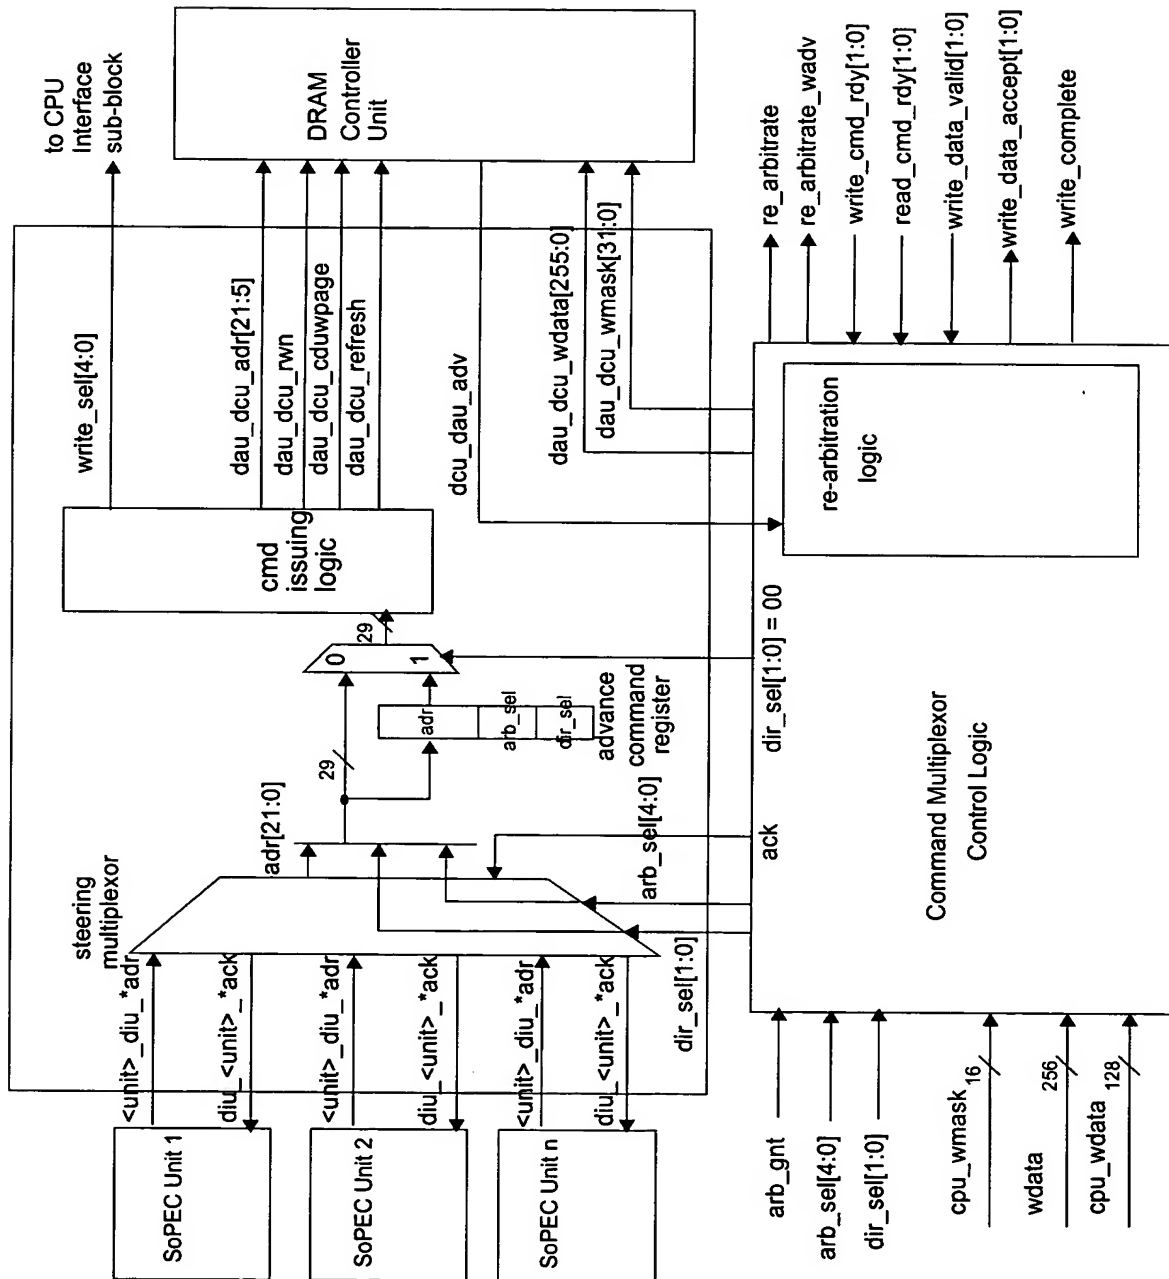 to CPU
Interface
sub-block
write_sel[4:0]
cmd
issuing
logic
dau_dcu_adr[21:5]
dau_dcu_rwn
dau_dcu_cduwpage
dau_dcu_refresh
DRAM
Controller
Unit
dcu_dau_adv
dau_dcu_wdata[255:0]
dau_dcu_wmask[31:0]
29
0
1
adr
arb_sel
dir_sel
advance
command
register
29
adr[21:0]
steering
multiplexor
<unit>_diu_*adr
diu_<unit>_*ack
<unit>_diu_*adr
diu_<unit>_*ack
<unit>_diu_*adr
diu_<unit>_*ack
SoPEC Unit 1
SoPEC Unit 2
SoPEC Unit n
dir_sel[1:0]
arb_sel[4:0]
ack
dir_sel[1:0] = 00
Command Multiplexor
Control Logic
re-arbitration
logic
re_arbitrate
re_arbitrate_wadv
write_cmd_rdy[1:0]
read_cmd_rdy[1:0]
write_data_valid[1:0]
write_data_accept[1:0]
write_complete
arb_gnt
arb_sel[4:0]
dir_sel[1:0]
cpu_wmask
16
wdata
256
cpu_wdata
128